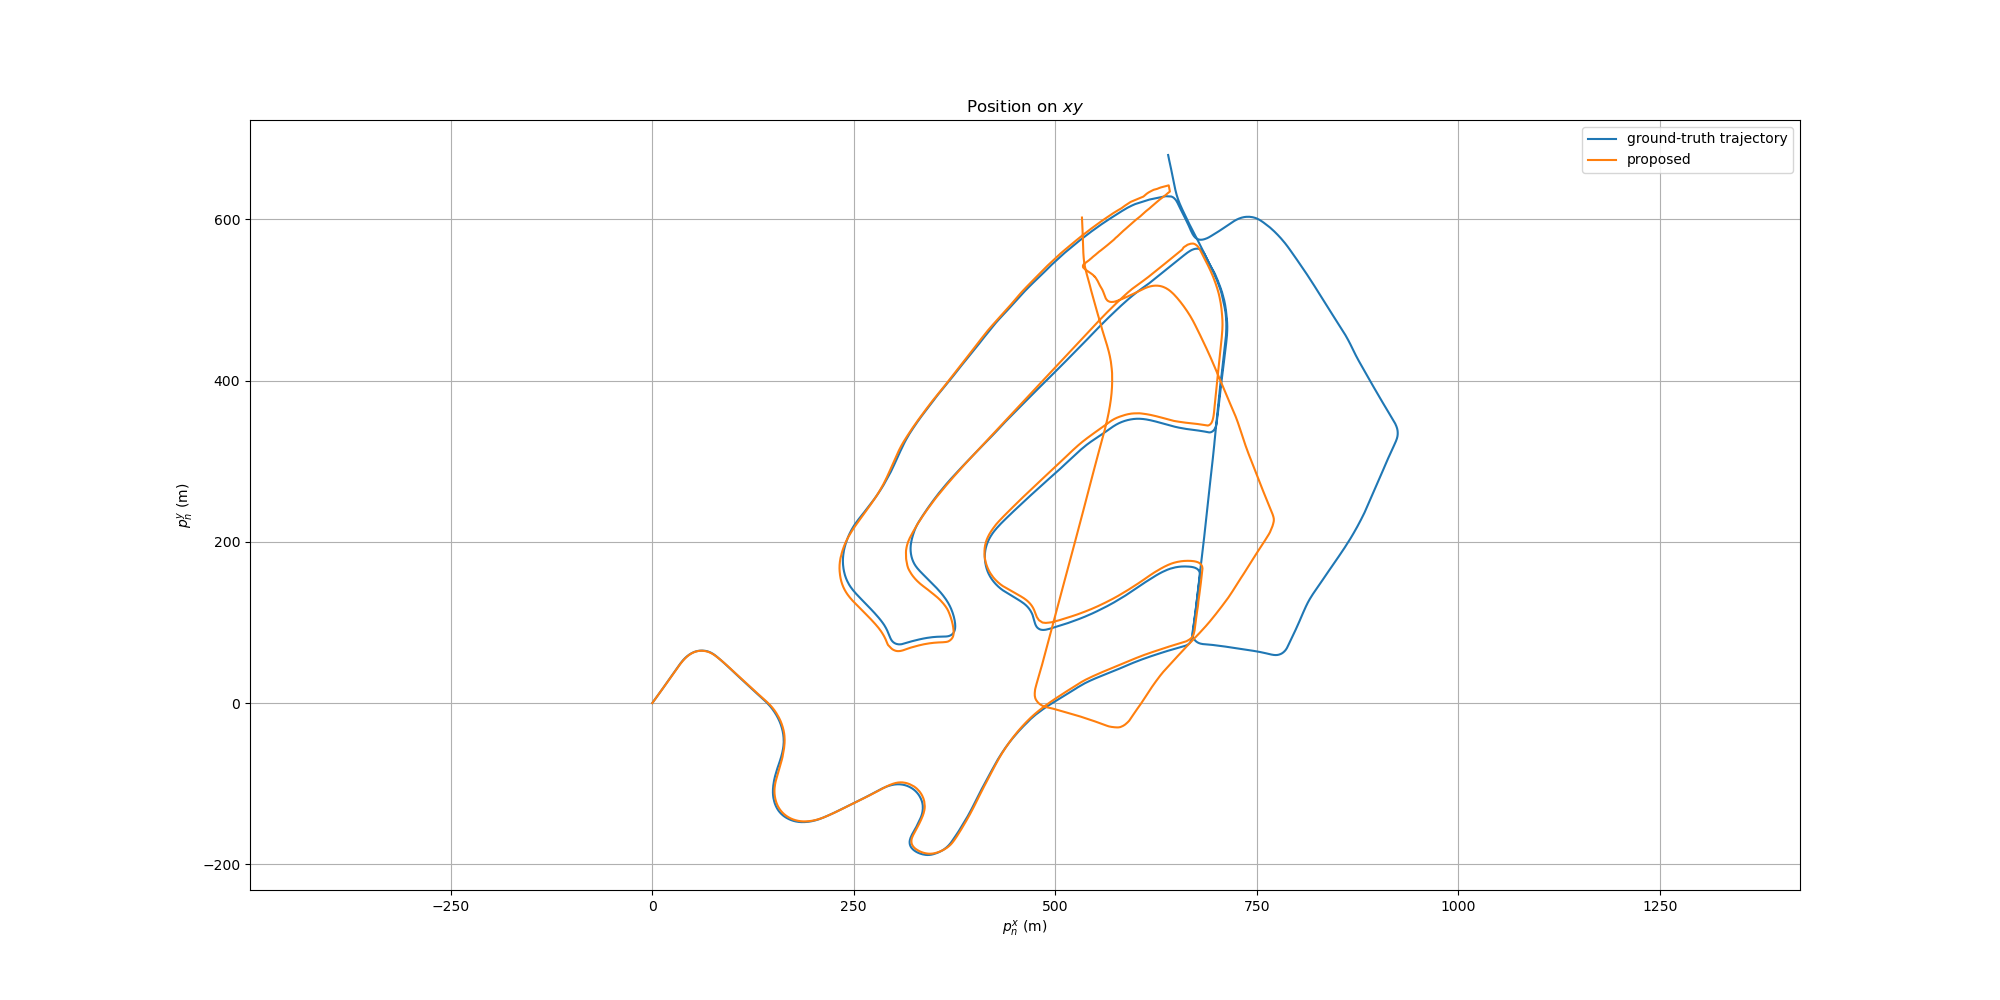 Position on xy
ground-truth trajectory
proposed
600
400
200
0
−200
p_n^y (m)
−250 0 250 500 750 1000 1250
p_n^x (m)